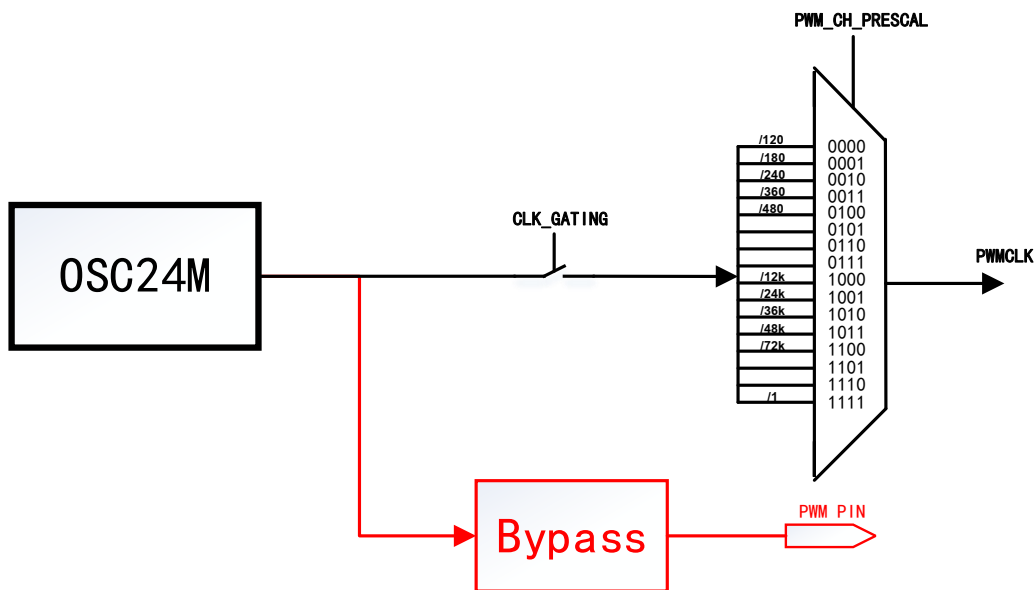 PWM_CH_PRESCAL
/120 0000
/180 0001
/240 0010
/360 0011
/480 0100
0101
0110
0111
/12k 1000
/24k 1001
/36k 1010
/48k 1011
/72k 1100
1101
1110
/1 1111
CLK_GATING
OSC24M
PWMCLK
PWM PIN
Bypass